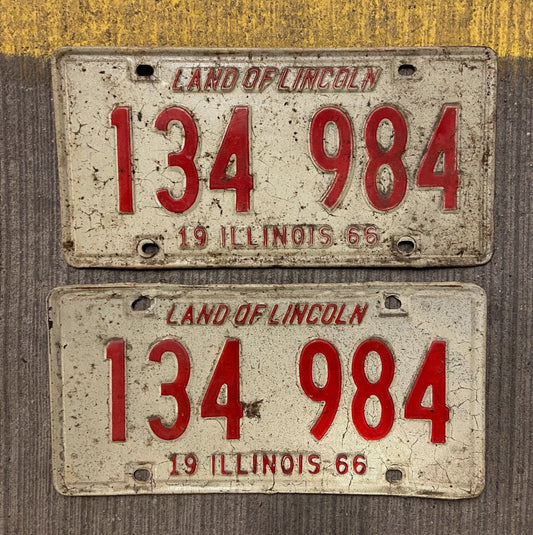 LAND OF LINCOLN
134 984
19 ILLINOIS 66
LAND OF LINCOLN
134 984
19 ILLINOIS 66